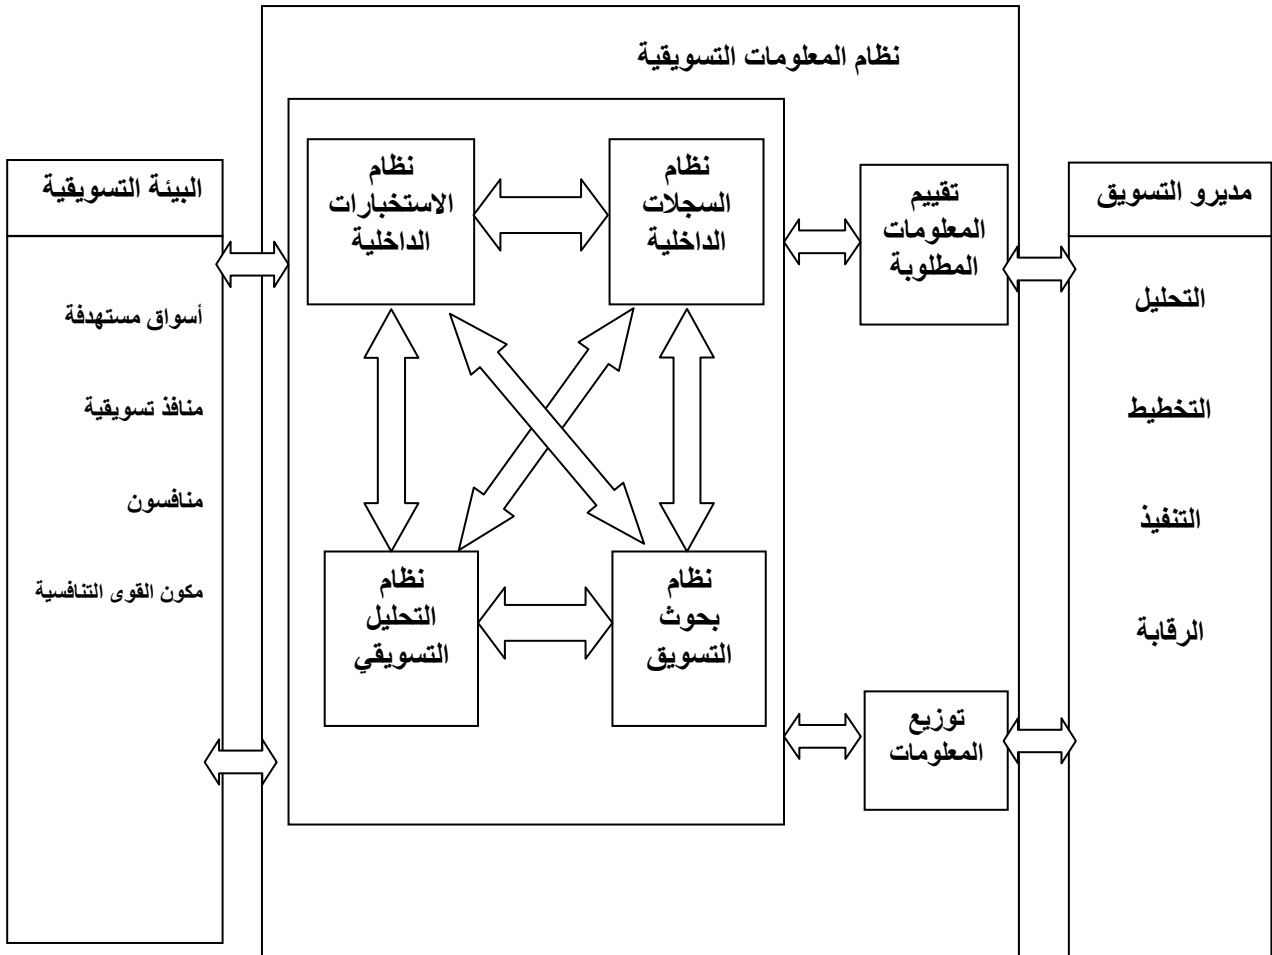 نظام المعلومات التسويقية
مديرو التسويق
التحليل
التخطيط
التنفيذ
الرقابة
تقييم
المعلومات
المطلوبة
توزيع
المعلومات
نظام
السجلات
الداخلية
نظام
الاستخبارات
الداخلية
نظام
بحوث
التسويق
نظام
التحليل
التسويقي
البيئة التسويقية
أسواق مستهدفة
منافذ تسويقية
منافسون
مكون القوى التنافسية